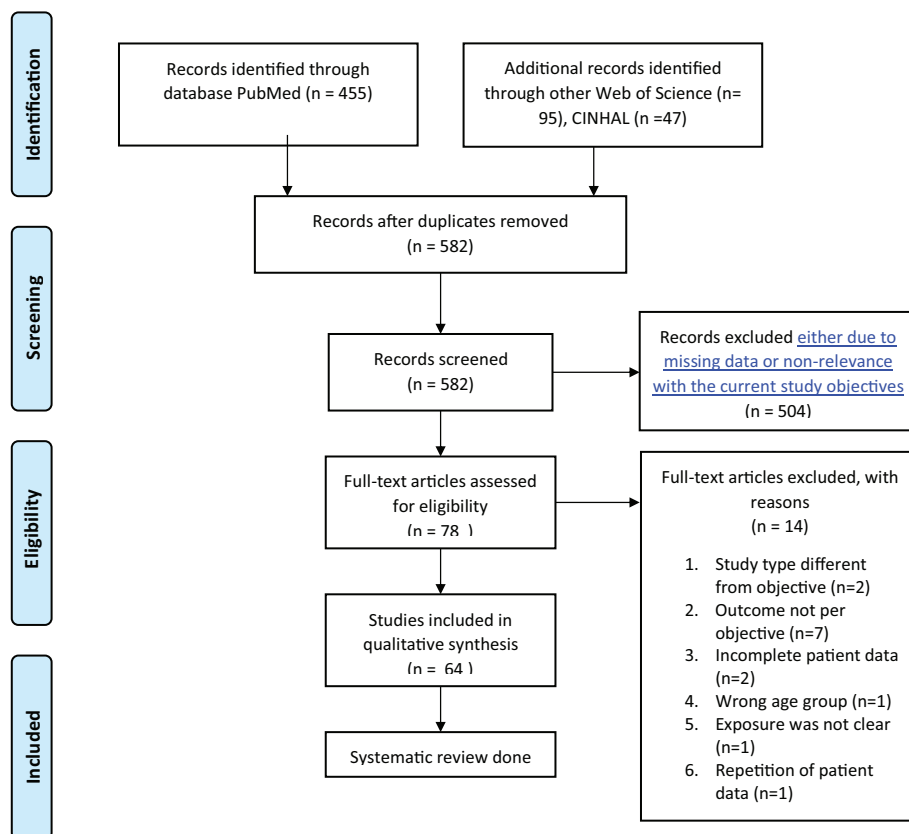 Identification
Records identified through
database PubMed (n = 455)
Additional records identified
through other Web of Science (n=
95), CINHAL (n =47)
Records after duplicates removed
(n = 582)
Screening
Records screened
(n = 582)
Records excluded either due to
missing data or non-relevance
with the current study objectives
(n = 504)
Eligibility
Full-text articles assessed
for eligibility
(n = 78 )
Full-text articles excluded, with
reasons
(n = 14)
1. Study type different
from objective (n=2)
2. Outcome not per
objective (n=7)
3. Incomplete patient data
(n=2)
4. Wrong age group (n=1)
5. Exposure was not clear
(n=1)
6. Repetition of patient
data (n=1)
Studies included in
qualitative synthesis
(n = 64)
Included
Systematic review done